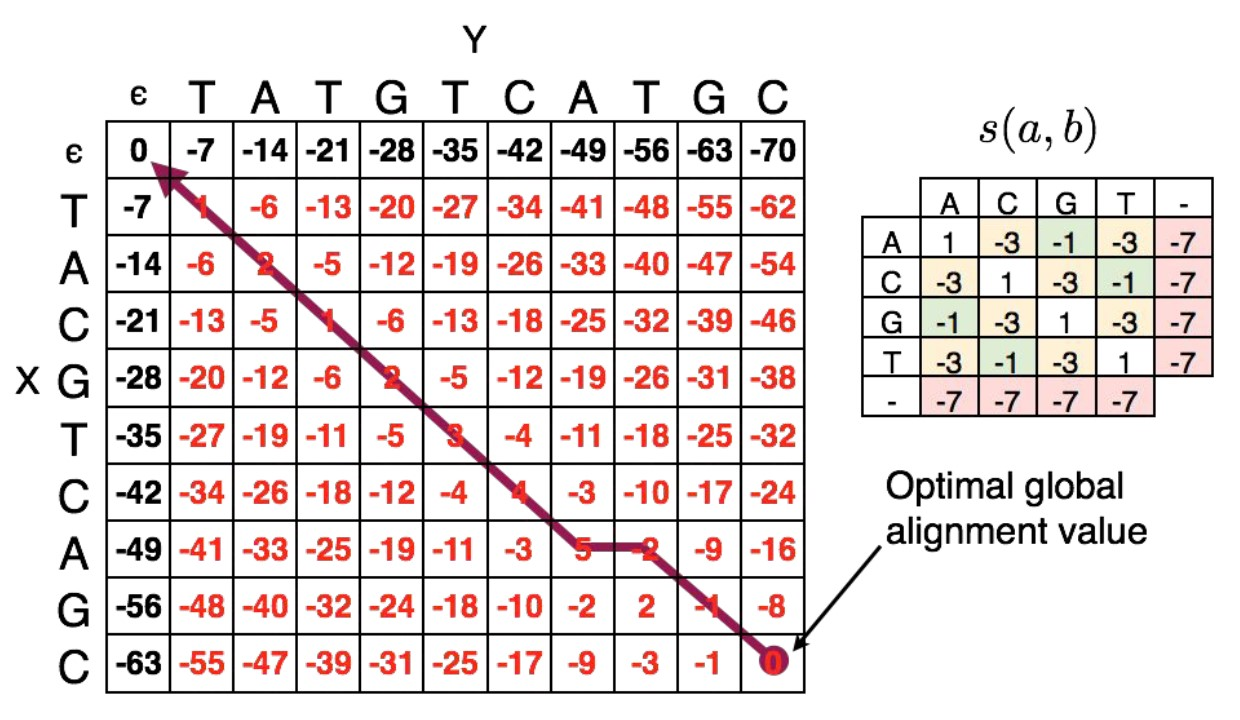 Y
ϵ T A T G T C A T G C
ϵ 0 -7 -14 -21 -28 -35 -42 -49 -56 -63 -70
T -7 1 -6 -13 -20 -27 -34 -41 -48 -55 -62
A -14 -6 2 -5 -12 -19 -26 -33 -40 -47 -54
C -21 -13 -5 1 -6 -13 -18 -25 -32 -39 -46
X G -28 -20 -12 -6 2 -5 -12 -19 -26 -31 -38
T -35 -27 -19 -11 -5 3 -4 -11 -18 -25 -32
C -42 -34 -26 -18 -12 -4 4 -3 -10 -17 -24
A -49 -41 -33 -25 -19 -11 -3 5 -2 -9 -16
G -56 -48 -40 -32 -24 -18 -10 -2 2 -1 -8
C -63 -55 -47 -39 -31 -25 -17 -9 -3 -1 0
s(a, b)
A C G T -
A 1 -3 -1 -3 -7
C -3 1 -3 -1 -7
G -1 -3 1 -3 -7
T -3 -1 -3 1 -7
- -7 -7 -7 -7
Optimal global
alignment value